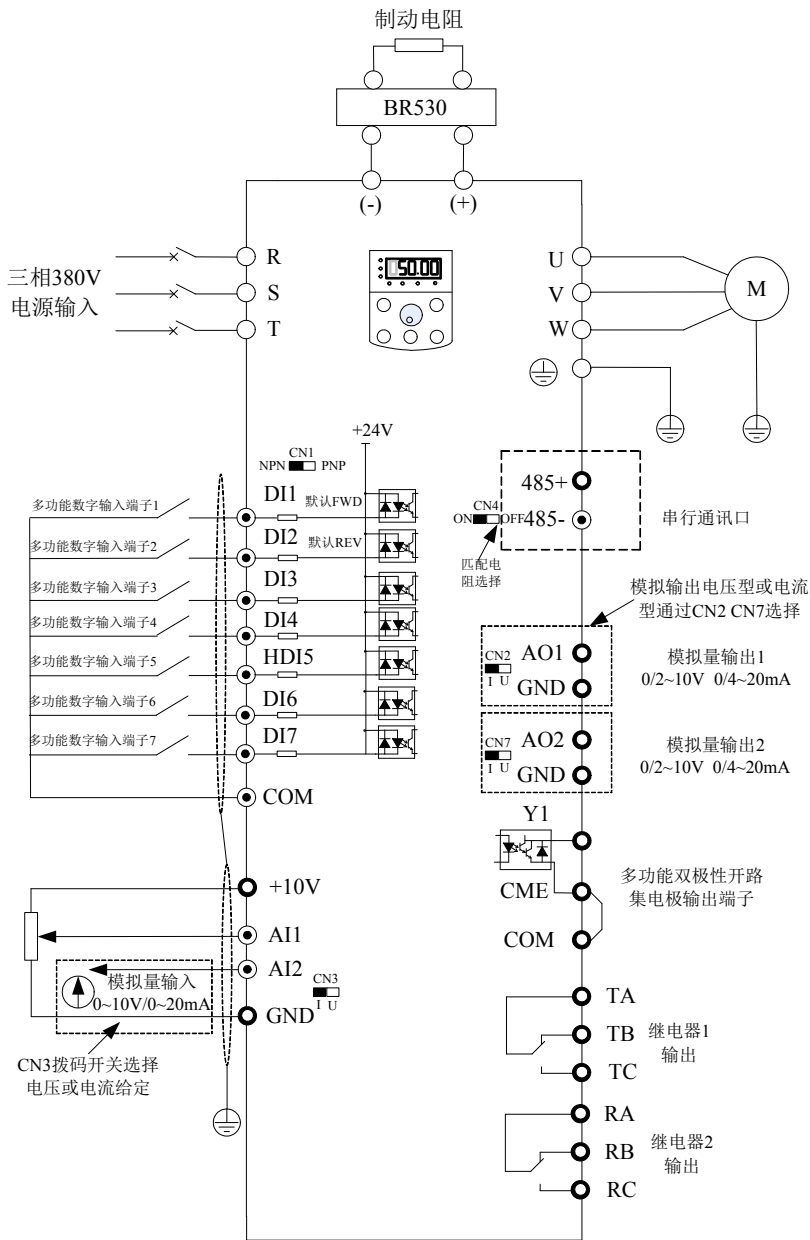 制动电阻
BR530
(-)
(+)
三相380V
电源输入
R
S
T
50.00
U
V
W
M
+24V
CN1
NPN
PNP
多功能数字输入端子1
DI1
默认FWD
多功能数字输入端子2
DI2
默认REV
多功能数字输入端子3
DI3
多功能数字输入端子4
DI4
多功能数字输入端子5
HDI5
多功能数字输入端子6
DI6
多功能数字输入端子7
DI7
COM
485+
CN4
ON
OFF
485-
串行通讯口
匹配电
阻选择
模拟输出电压型或电流
型通过CN2 CN7选择
CN2
I U
AO1
GND
模拟量输出1
0/2~10V 0/4~20mA
CN7
I U
AO2
GND
模拟量输出2
0/2~10V 0/4~20mA
Y1
CME
COM
多功能双极性开路
集电极输出端子
+10V
AI1
AI2
模拟量输入
0~10V/0~20mA
GND
CN3
I U
CN3拨码开关选择
电压或电流给定
TA
TB
TC
继电器1
输出
RA
RB
RC
继电器2
输出